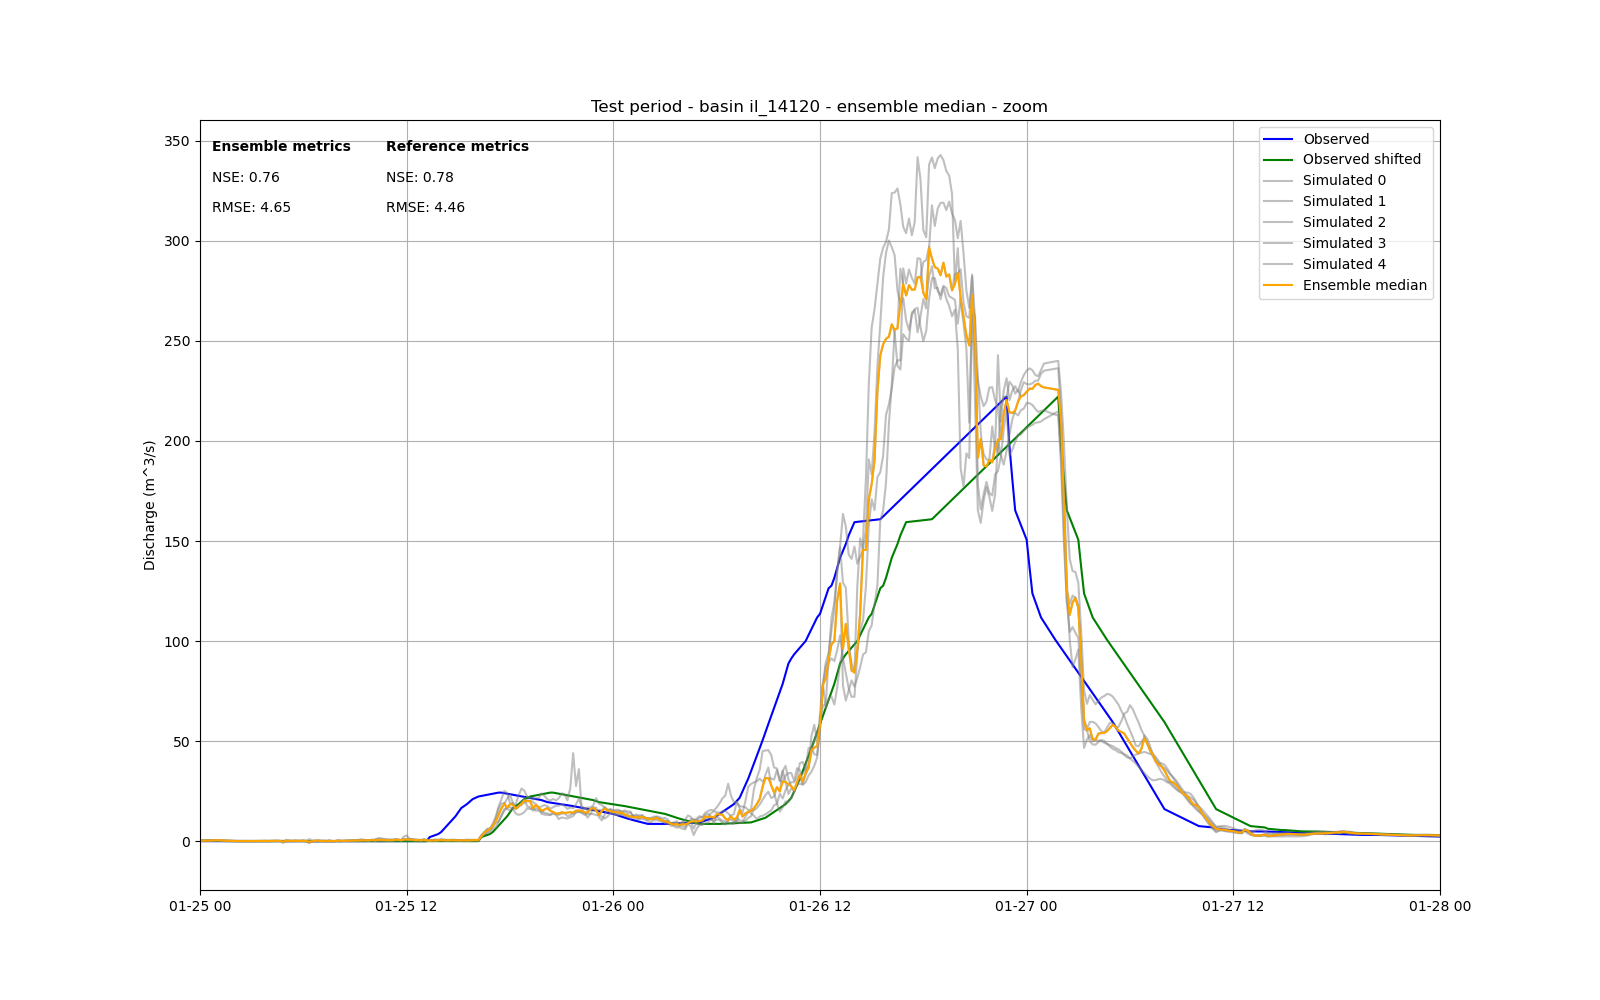 Test period - basin il_14120 - ensemble median - zoom
Ensemble metrics
Reference metrics
NSE: 0.76
NSE: 0.78
RMSE: 4.65
RMSE: 4.46
Observed
Observed shifted
Simulated 0
Simulated 1
Simulated 2
Simulated 3
Simulated 4
Ensemble median
Discharge (m^3/s)
350
300
250
200
150
100
50
0
01-25 00
01-25 12
01-26 00
01-26 12
01-27 00
01-27 12
01-28 00